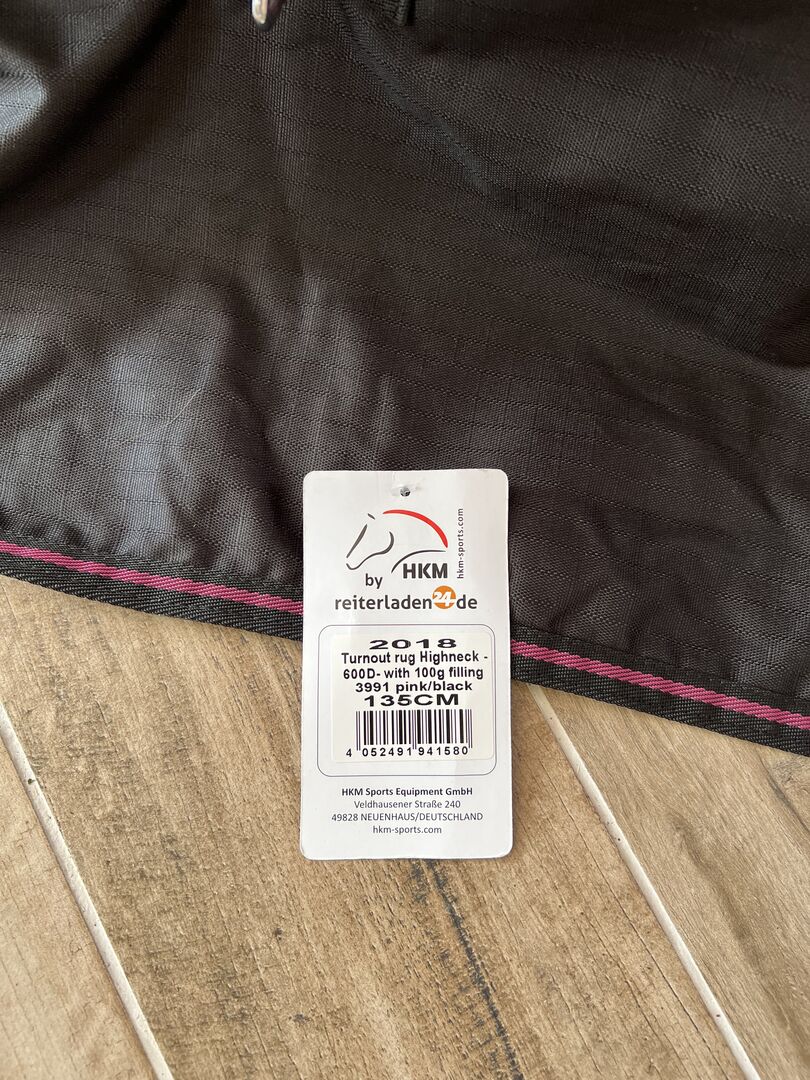 by HKM
hkm-sports.com
reiterladen24.de
2018
Turnout rug Highneck -
600D- with 100g filling
3991 pink/black
135CM
4 052491 941580
HKM Sports Equipment GmbH
Veldhausener Straße 240
49828 NEUENHAUS/DEUTSCHLAND
hkm-sports.com